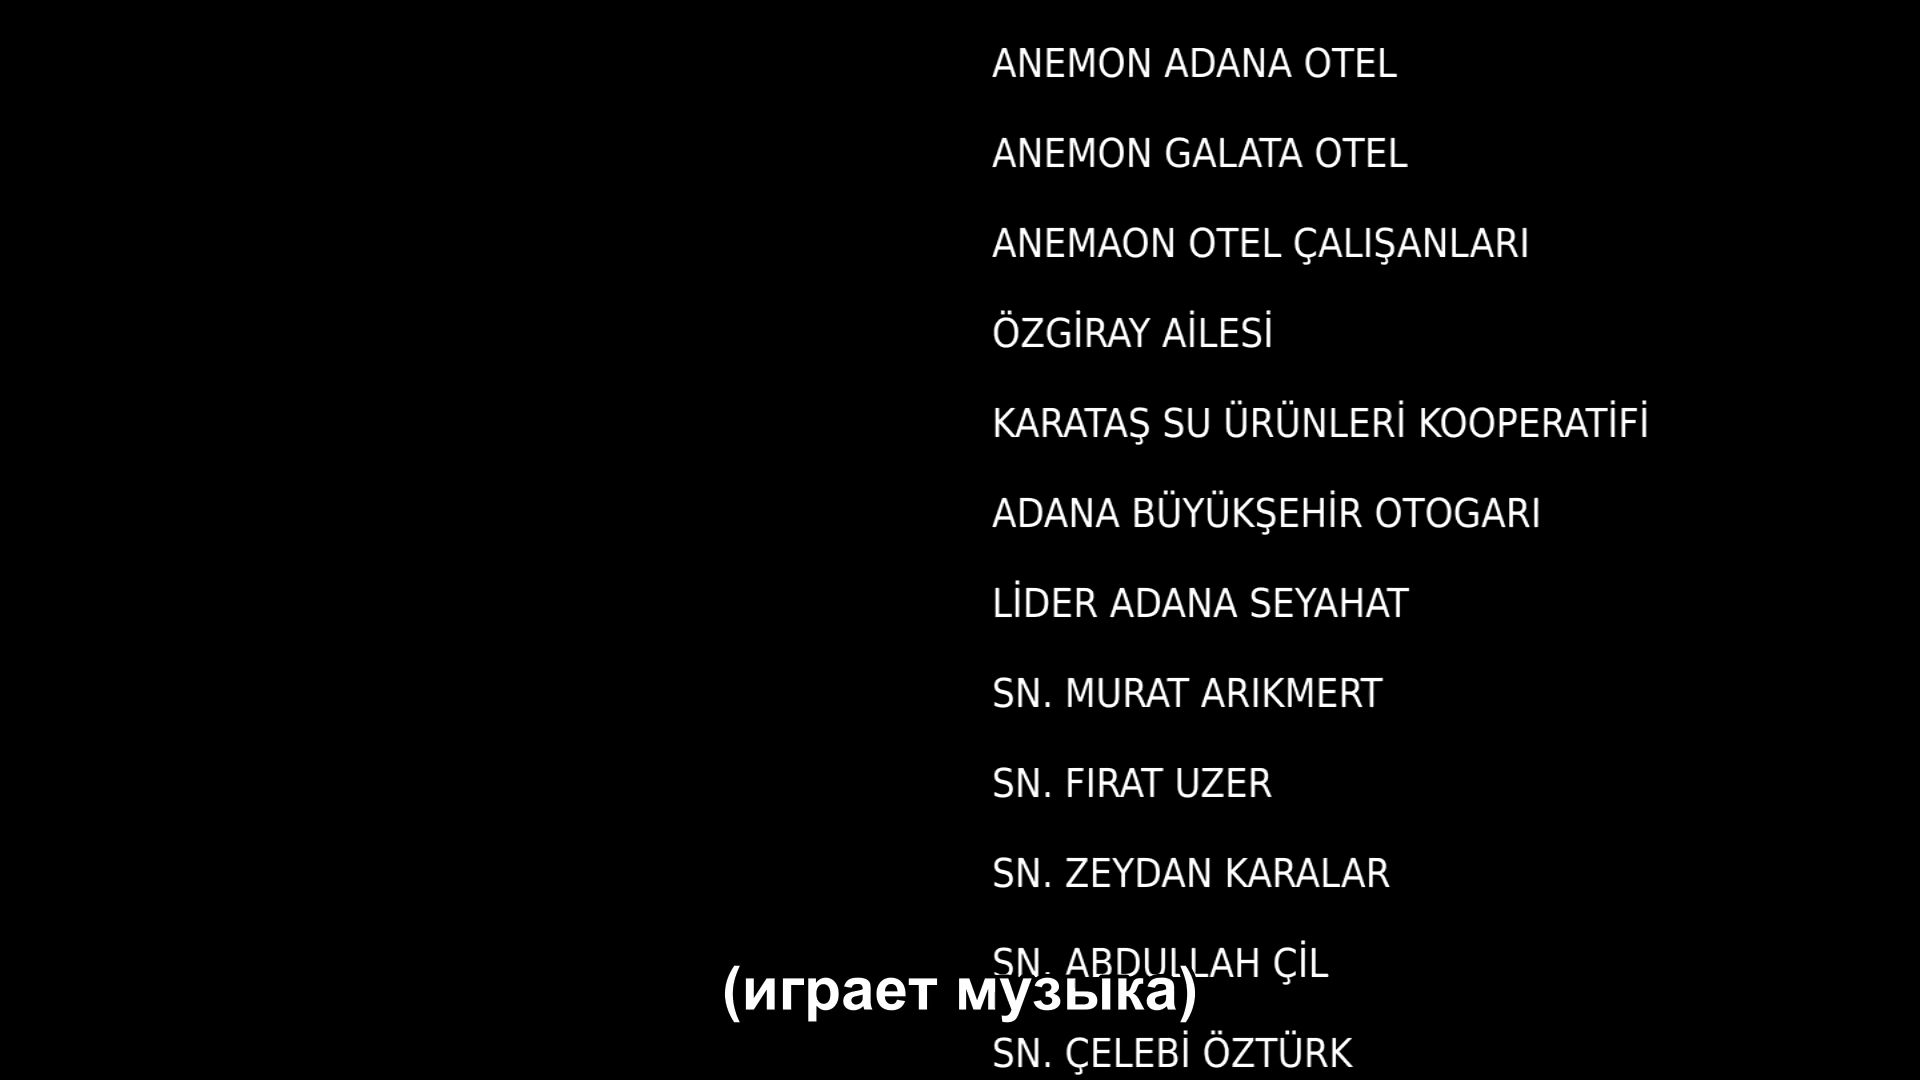 ANEMON ADANA OTEL
ANEMON GALATA OTEL
ANEMAON OTEL ÇALIŞANLARI
ÖZGİRAY AİLESİ
KARATAŞ SU ÜRÜNLERİ KOOPERATİFİ
ADANA BÜYÜKŞEHİR OTOGARI
LİDER ADANA SEYAHAT
SN. MURAT ARIKMERT
SN. FIRAT UZER
SN. ZEYDAN KARALAR
SN. ABDULLAH ÇİL
(играет музыка)
SN. ÇELEBİ ÖZTÜRK